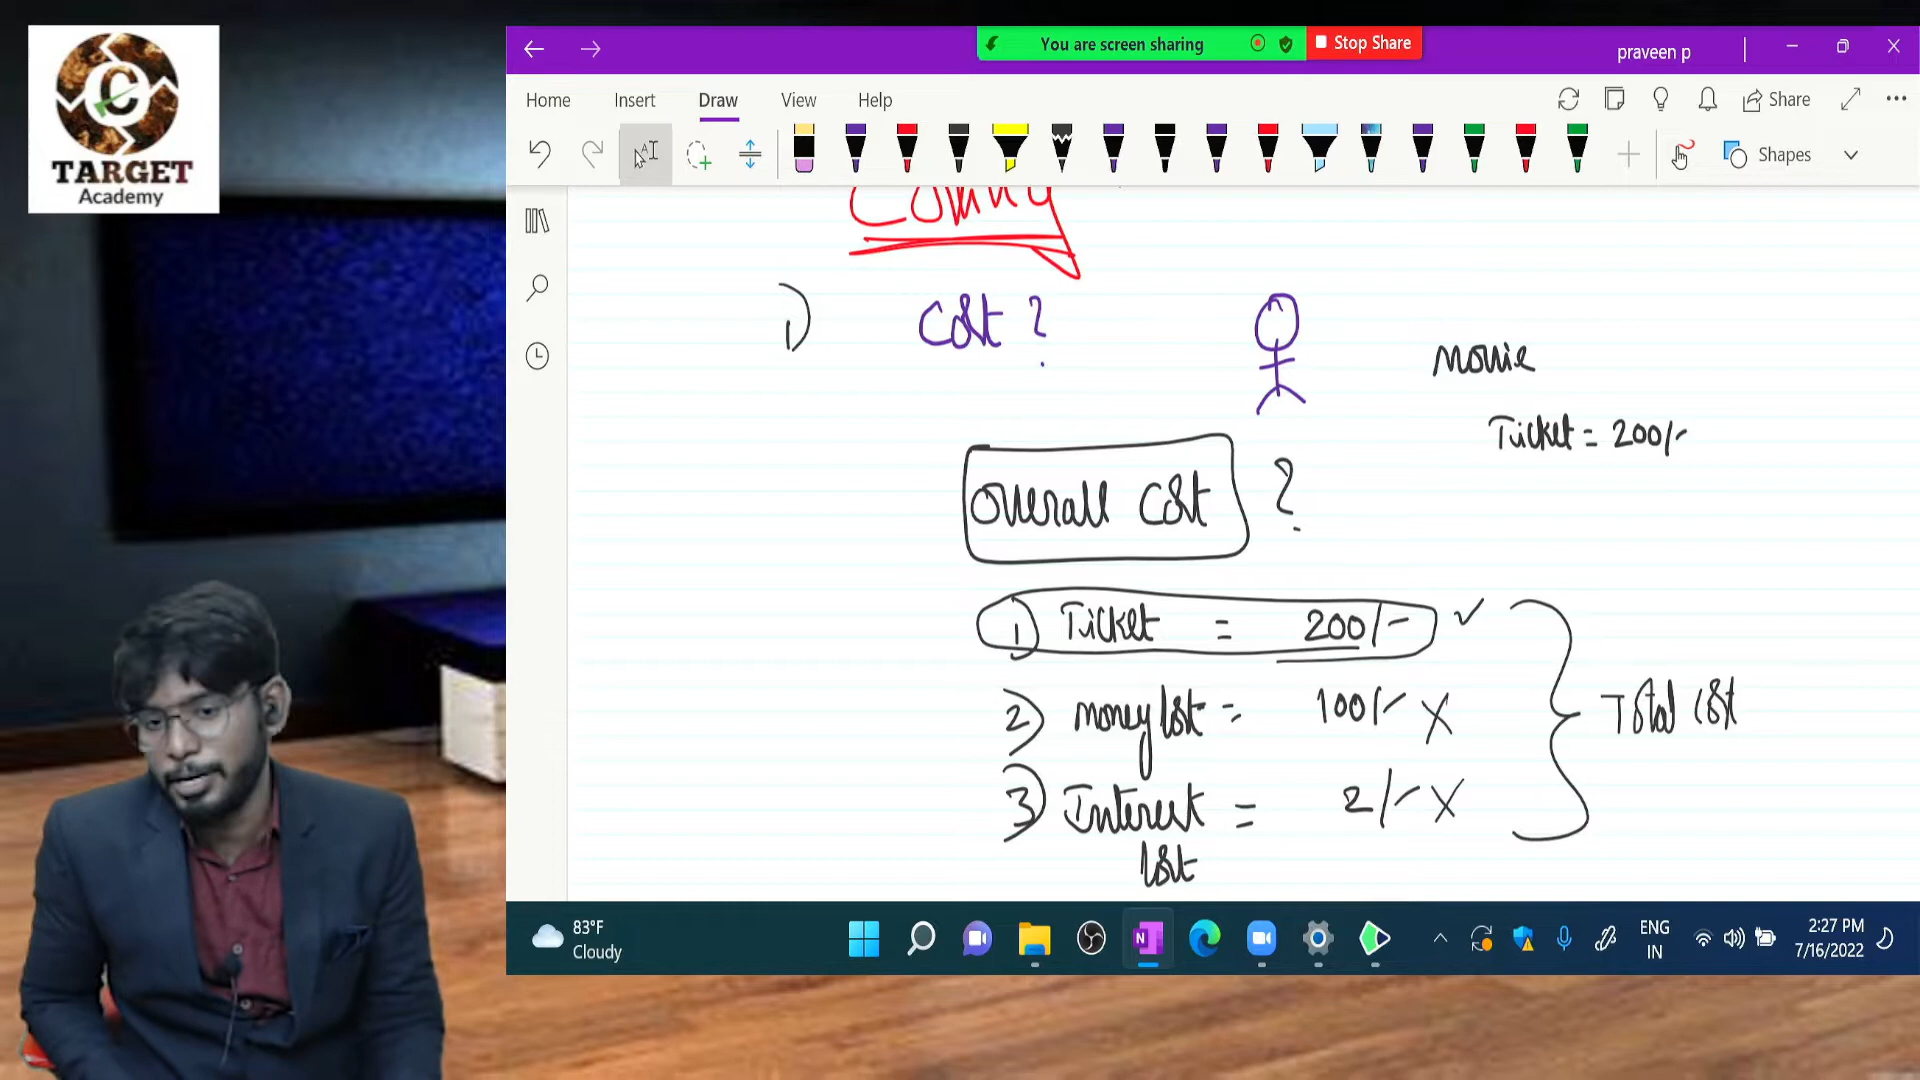 TARGET
Academy
You are screen sharing
Stop Share
praveen p
Home Insert Draw View Help
Share
Shapes
1) Cost ?
Movie
Ticket = 200/-
Overall Cost ?
1) Ticket = 200/- ✓
2) money lost = 100/- X
3) Interest = 2/- X
lost
Total Cost
83°F
Cloudy
ENG
IN
2:27 PM
7/16/2022